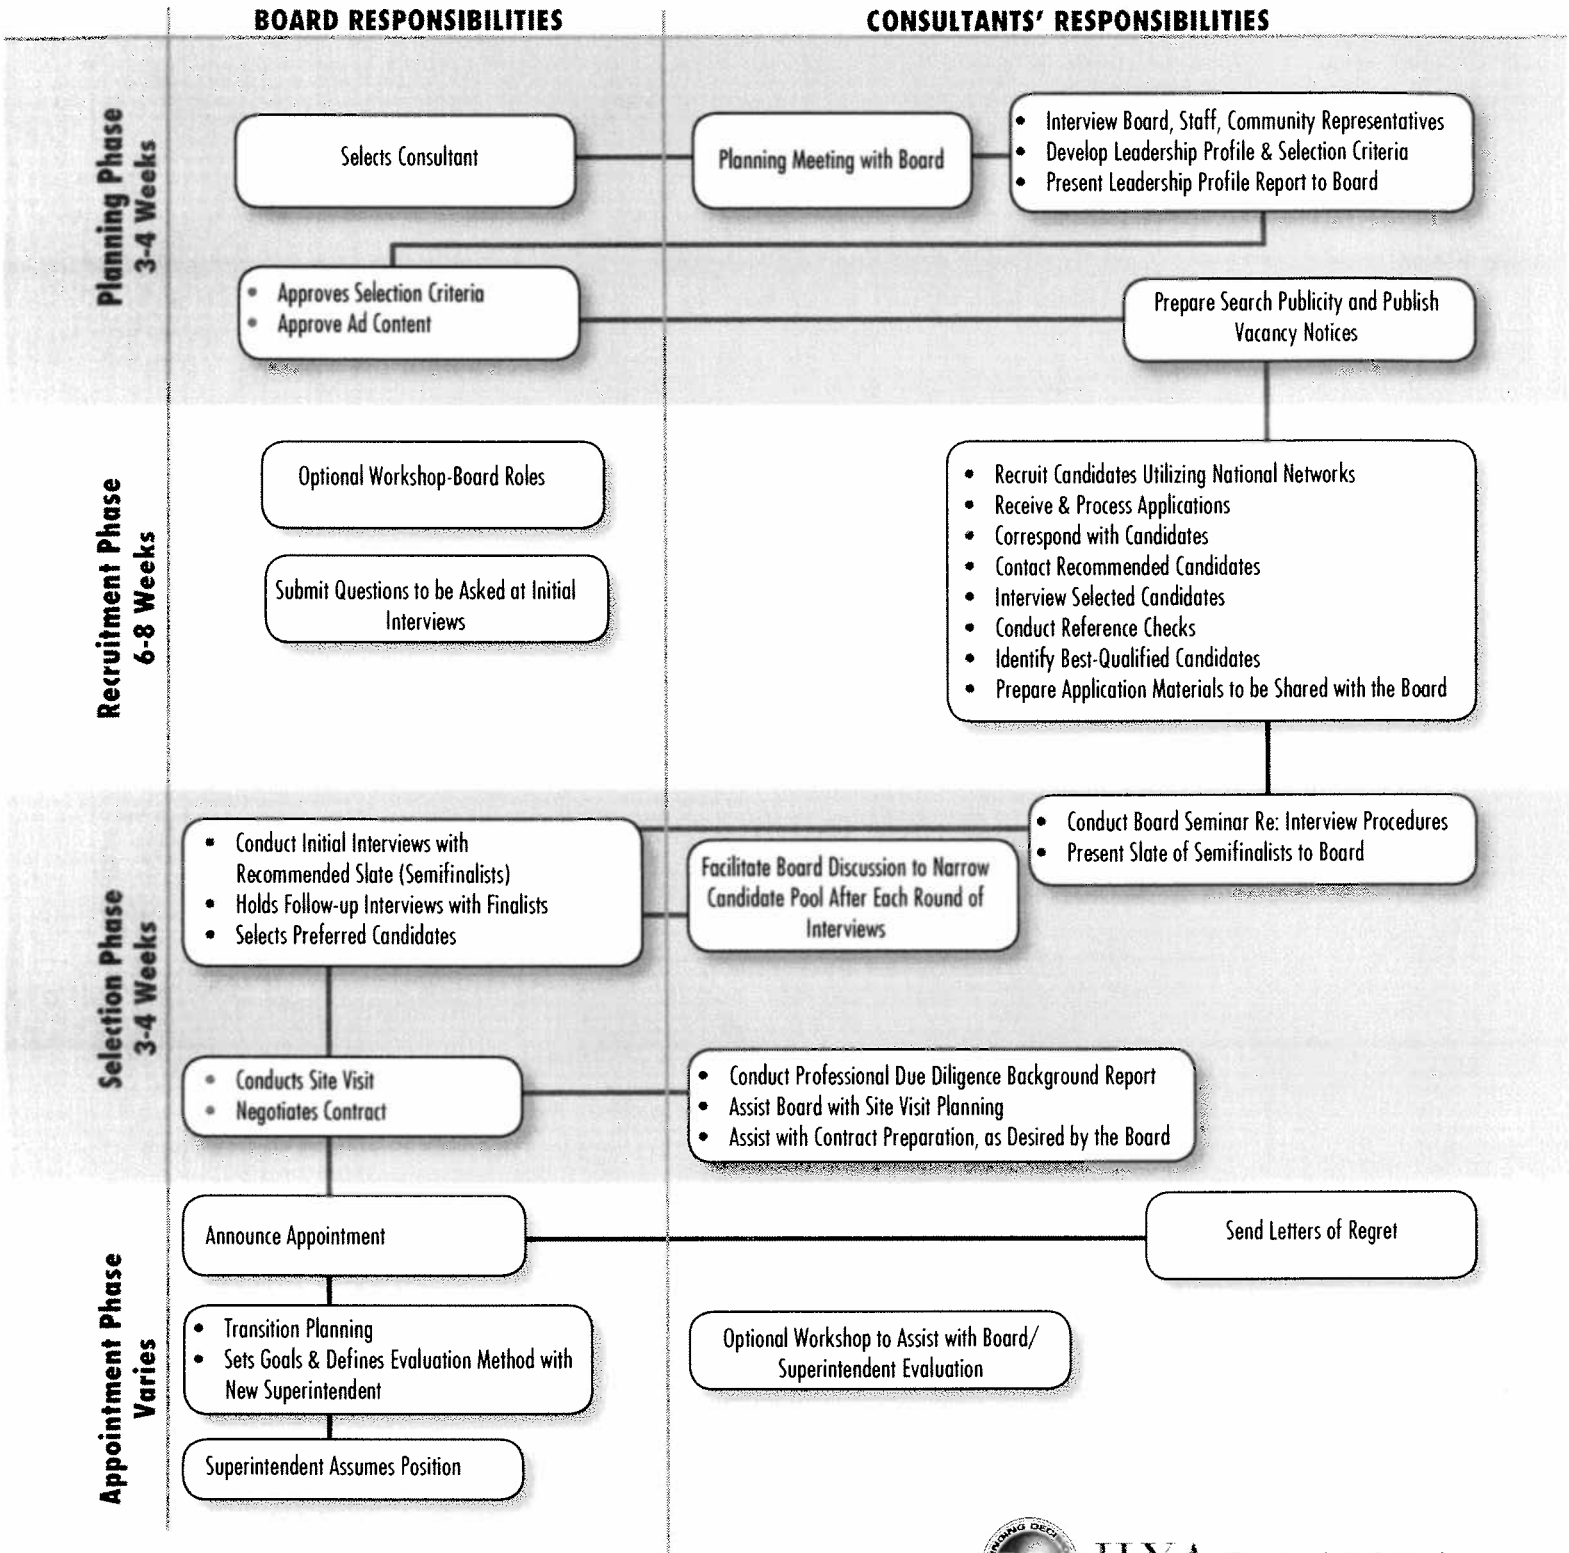 BOARD RESPONSIBILITIES
CONSULTANTS' RESPONSIBILITIES
Planning Phase
3-4 Weeks
Selects Consultant
Planning Meeting with Board
• Interview Board, Staff, Community Representatives
• Develop Leadership Profile & Selection Criteria
• Present Leadership Profile Report to Board
• Approves Selection Criteria
• Approve Ad Content
Prepare Search Publicity and Publish
Vacancy Notices
Recruitment Phase
6-8 Weeks
Optional Workshop-Board Roles
Submit Questions to be Asked at Initial
Interviews
• Recruit Candidates Utilizing National Networks
• Receive & Process Applications
• Correspond with Candidates
• Contact Recommended Candidates
• Interview Selected Candidates
• Conduct Reference Checks
• Identify Best-Qualified Candidates
• Prepare Application Materials to be Shared with the Board
Selection Phase
3-4 Weeks
• Conduct Initial Interviews with
Recommended Slate (Semifinalists)
• Holds Follow-up Interviews with Finalists
• Selects Preferred Candidates
Facilitate Board Discussion to Narrow
Candidate Pool After Each Round of
Interviews
• Conduct Board Seminar Re: Interview Procedures
• Present Slate of Semifinalists to Board
• Conducts Site Visit
• Negotiates Contract
• Conduct Professional Due Diligence Background Report
• Assist Board with Site Visit Planning
• Assist with Contract Preparation, as Desired by the Board
Appointment Phase
Varies
Announce Appointment
Send Letters of Regret
• Transition Planning
• Sets Goals & Defines Evaluation Method with
New Superintendent
Optional Workshop to Assist with Board/
Superintendent Evaluation
Superintendent Assumes Position